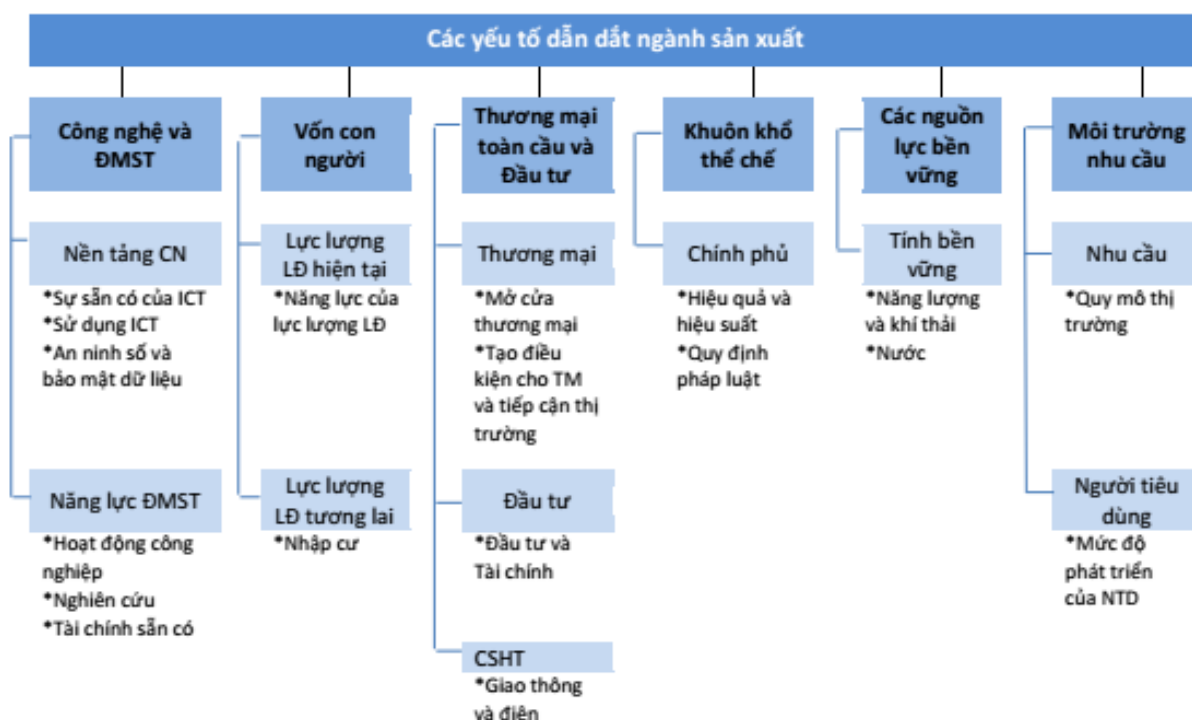 Các yếu tố dẫn dắt ngành sản xuất
Công nghệ và
ĐMST
Nền tảng CN
*Sự sẵn có của ICT
*Sử dụng ICT
*An ninh số và
bảo mật dữ liệu
Năng lực ĐMST
*Hoạt động công
nghiệp
*Nghiên cứu
*Tài chính sẵn có
Vốn con
người
Lực lượng
LĐ hiện tại
*Năng lực của
lực lượng LĐ
Lực lượng
LĐ tương lai
*Nhập cư
Thương mại
toàn cầu và
Đầu tư
Thương mại
*Mở cửa
thương mại
*Tạo điều
kiện cho TM
và tiếp cận thị
trường
Đầu tư
*Đầu tư và
Tài chính
CSHT
*Giao thông
và điện
Khuôn khổ
thể chế
Chính phủ
*Hiệu quả và
hiệu suất
*Quy định
pháp luật
Các nguồn
lực bền
vững
Tính bền
vững
*Năng lượng
và khí thải
*Nước
Môi trường
nhu cầu
Nhu cầu
*Quy mô thị
trường
Người tiêu
dùng
*Mức độ
phát triển
của NTD